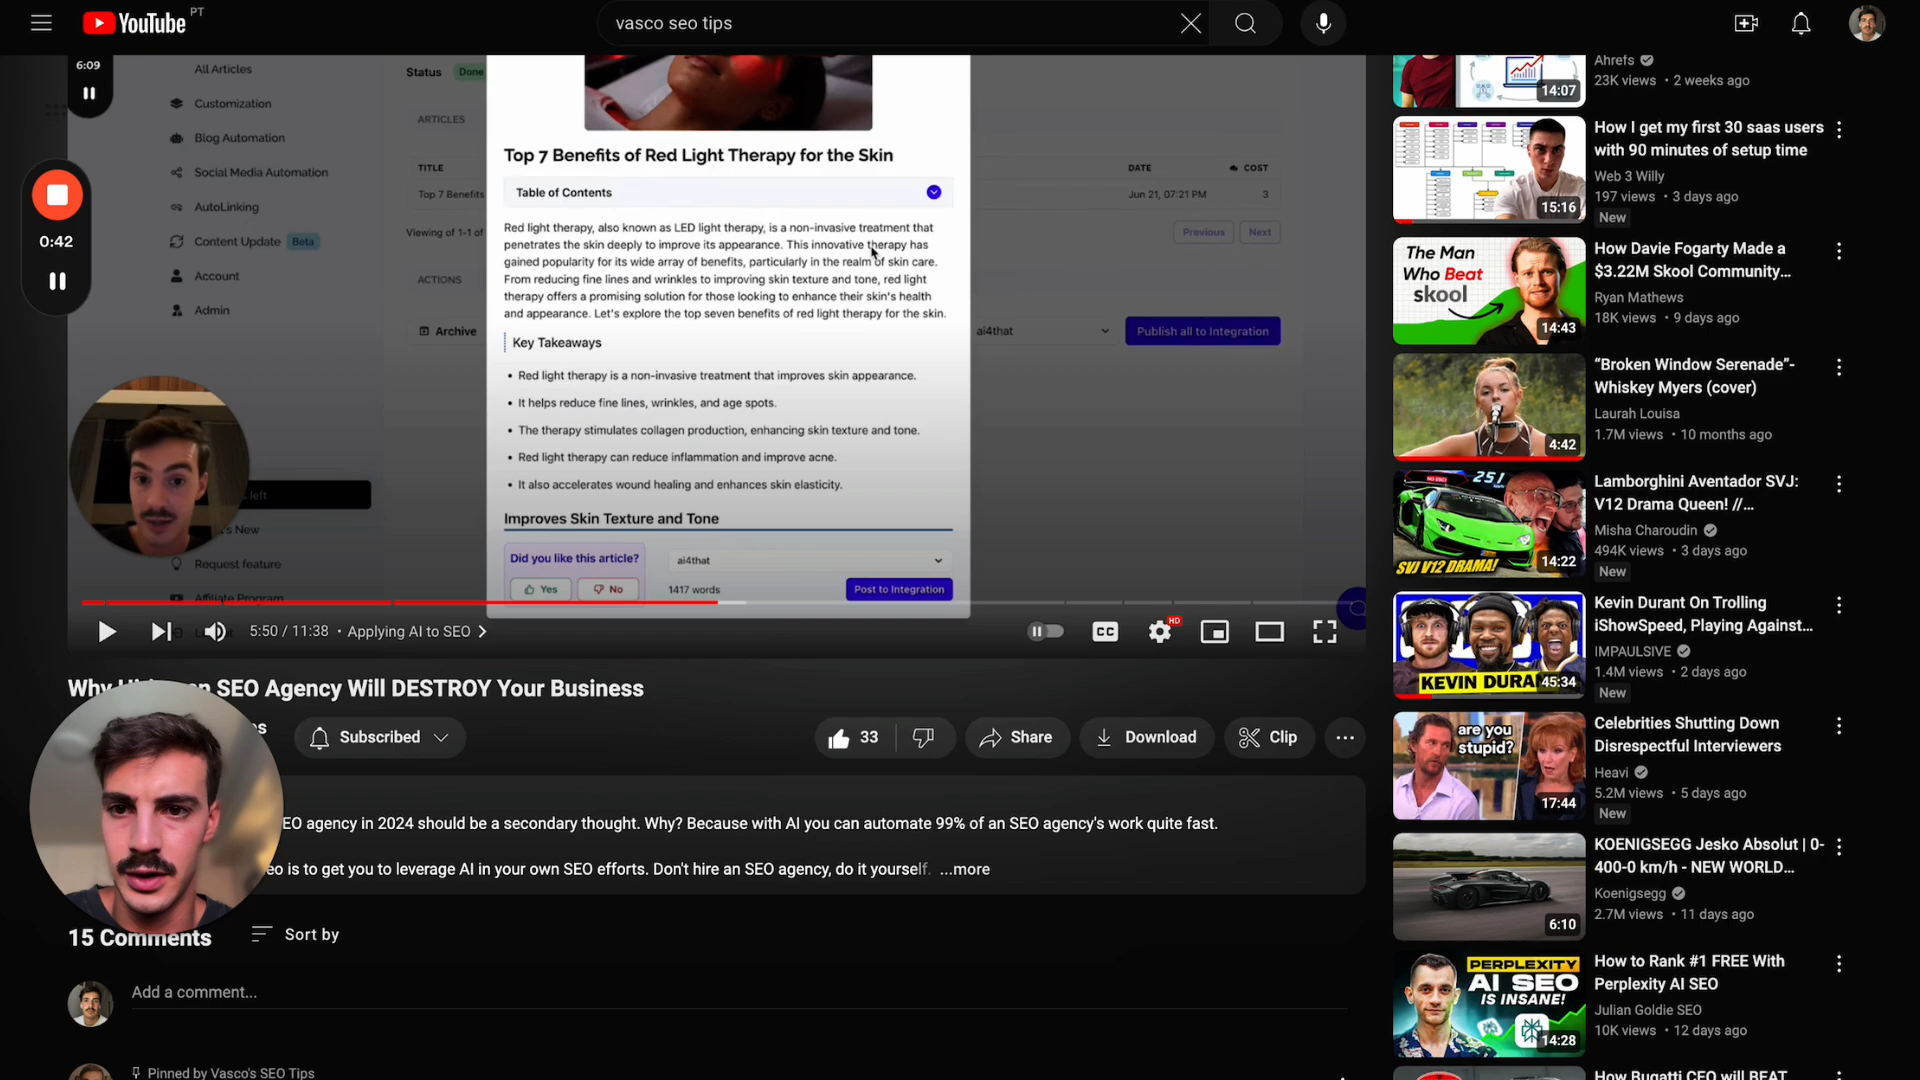 YouTube PT
vasco seo tips
6:09
0:42
All Articles
Customization
Blog Automation
Social Media Automation
AutoLinking
Content Update Beta
Account
Admin
left
's New
Request feature
Affiliate Program
Status Done
ARTICLES
TITLE
DATE
COST
Top 7 Benefits
Jun 21, 07:21 PM
3
Viewing of 1-1 of
Previous
Next
ACTIONS
Archive
ai4that
Publish all to Integration
Top 7 Benefits of Red Light Therapy for the Skin
Table of Contents
Red light therapy, also known as LED light therapy, is a non-invasive treatment that
penetrates the skin deeply to improve its appearance. This innovative therapy has
gained popularity for its wide array of benefits, particularly in the realm of skin care.
From reducing fine lines and wrinkles to improving skin texture and tone, red light
therapy offers a promising solution for those looking to enhance their skin's health
and appearance. Let's explore the top seven benefits of red light therapy for the skin.
Key Takeaways
• Red light therapy is a non-invasive treatment that improves skin appearance.
• It helps reduce fine lines, wrinkles, and age spots.
• The therapy stimulates collagen production, enhancing skin texture and tone.
• Red light therapy can reduce inflammation and improve acne.
• It also accelerates wound healing and enhances skin elasticity.
Improves Skin Texture and Tone
Did you like this article?
Yes
No
ai4that
1417 words
Post to Integration
5:50 / 11:38 • Applying AI to SEO
CC
HD
Why an SEO Agency Will DESTROY Your Business
Subscribed
33
Share
Download
Clip
EO agency in 2024 should be a secondary thought. Why? Because with AI you can automate 99% of an SEO agency's work quite fast.
eo is to get you to leverage AI in your own SEO efforts. Don't hire an SEO agency, do it yourself. ...more
15 Comments
Sort by
Add a comment...
Pinned by Vasco's SEO Tips
14:07
Ahrefs
23K views • 2 weeks ago
15:16
How I get my first 30 saas users
with 90 minutes of setup time
Web 3 Willy
197 views • 3 days ago
New
The Man
Who Beat
skool
14:43
How Davie Fogarty Made a
$3.22M Skool Community...
Ryan Mathews
18K views • 9 days ago
4:42
“Broken Window Serenade”-
Whiskey Myers (cover)
Laurah Louisa
1.7M views • 10 months ago
251
SVJ V12 DRAMA!
14:22
Lamborghini Aventador SVJ:
V12 Drama Queen! //...
Misha Charoudin
494K views • 3 days ago
New
KEVIN DURA
45:34
Kevin Durant On Trolling
iShowSpeed, Playing Against...
IMPAULSIVE
1.4M views • 2 days ago
New
are you
stupid?
17:44
Celebrities Shutting Down
Disrespectful Interviewers
Heavi
5.2M views • 5 days ago
New
6:10
KOENIGSEGG Jesko Absolut | 0-
400-0 km/h - NEW WORLD...
Koenigsegg
2.7M views • 11 days ago
PERPLEXITY
AI SEO
IS INSANE!
14:28
How to Rank #1 FREE With
Perplexity AI SEO
Julian Goldie SEO
10K views • 12 days ago
How Bugatti CEO will BEAT